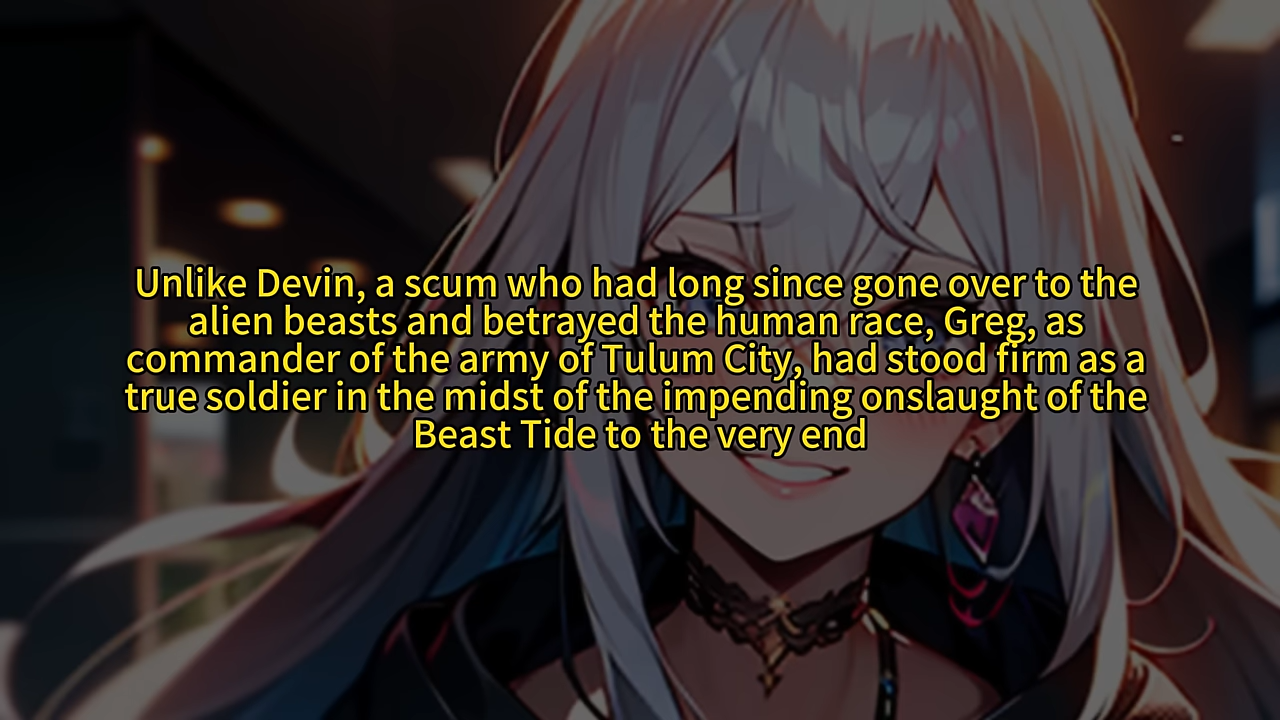 Unlike Devin, a scum who had long since gone over to the
alien beasts and betrayed the human race, Greg, as
commander of the army of Tulum City, had stood firm as a
true soldier in the midst of the impending onslaught of the
Beast Tide to the very end